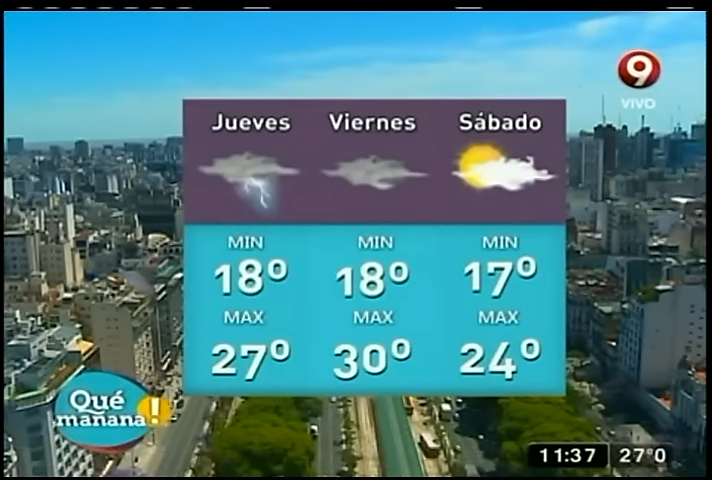 9
VIVO
Jueves Viernes Sábado
MIN MIN MIN
18º 18º 17º
MAX MAX MAX
27º 30º 24º
Qué
mañana!
11:37 27º0